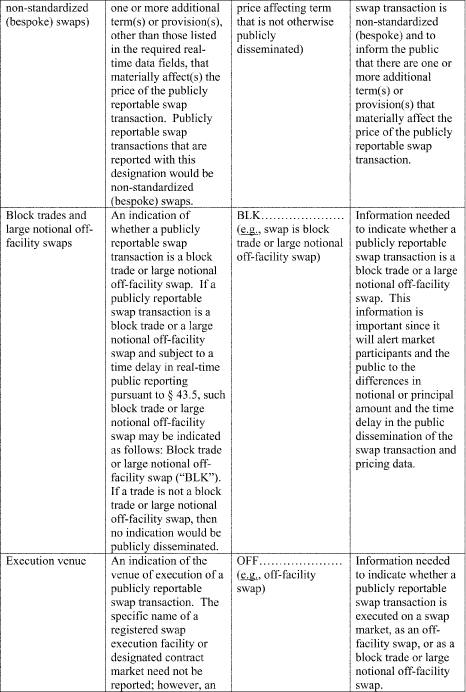 non-standardized
(bespoke) swaps)
one or more additional
term(s) or provision(s),
other than those listed
in the required real-
time data fields, that
materially affect(s) the
price of the publicly
reportable swap
transaction.  Publicly
reportable swap
transactions that are
reported with this
designation would be
non-standardized
(bespoke) swaps.
price affecting term
that is not otherwise
publicly
disseminated)
swap transaction is
non-standardized
(bespoke) and to
inform the public
that there are one or
more additional
term(s) or
provision(s) that
materially affect the
price of the publicly
reportable swap
transaction.
Block trades and
large notional off-
facility swaps
An indication of
whether a publicly
reportable swap
transaction is a block
trade or large notional
off-facility swap.  If a
publicly reportable
swap transaction is a
block trade or a large
notional off-facility
swap and subject to a
time delay in real-time
public reporting
pursuant to § 43.5, such
block trade or large
notional off-facility
swap may be indicated
as follows: Block trade
or large notional off-
facility swap (“BLK”).
If a trade is not a block
trade or large notional
off-facility swap, then
no indication would be
publicly disseminated.
BLK…………………
(e.g., swap is block
trade or large notional
off-facility swap)
Information needed
to indicate whether a
publicly reportable
swap transaction is a
block trade or a large
notional off-facility
swap.  This
information is
important since it
will alert market
participants and the
public to the
differences in
notional or principal
amount and the time
delay in the public
dissemination of the
swap transaction and
pricing data.
Execution venue
An indication of the
venue of execution of a
publicly reportable
swap transaction.  The
specific name of a
registered swap
execution facility or
designated contract
market need not be
reported; however, an
OFF…………………
(e.g., off-facility
swap)
Information needed
to indicate whether a
publicly reportable
swap transaction is
executed on a swap
market, as an off-
facility swap, or as a
block trade or large
notional off-facility
swap.